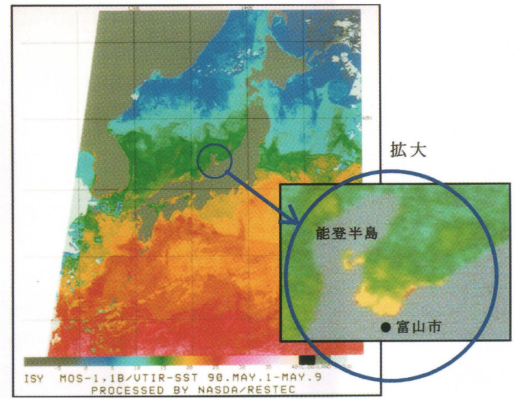 拡大
能登半島
富山市
ISY MOS-1.1B/VTIR-SST 90.MAY.1-MAY.9
PROCESSED BY NASDA/RESTEC